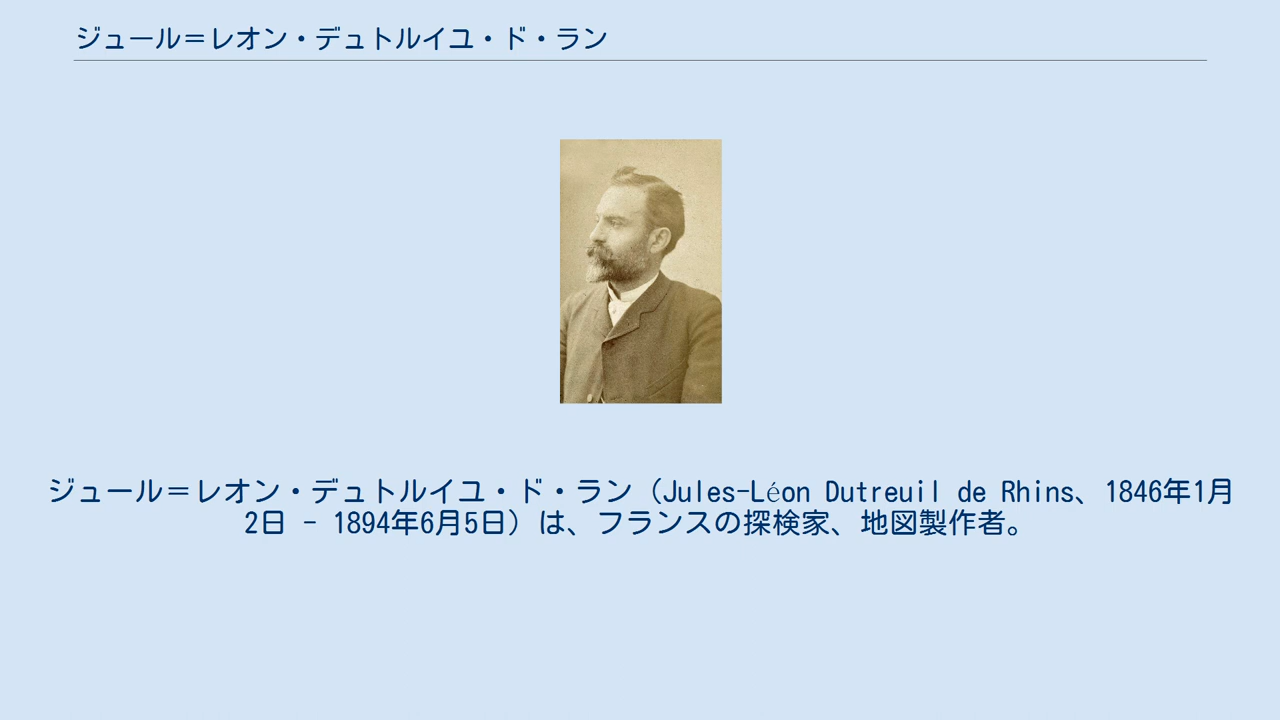 ジュール＝レオン・デュトルイユ・ド・ラン
ジュール＝レオン・デュトルイユ・ド・ラン（Jules-Léon Dutreuil de Rhins、1846年1月
2日 - 1894年6月5日）は、フランスの探検家、地図製作者。